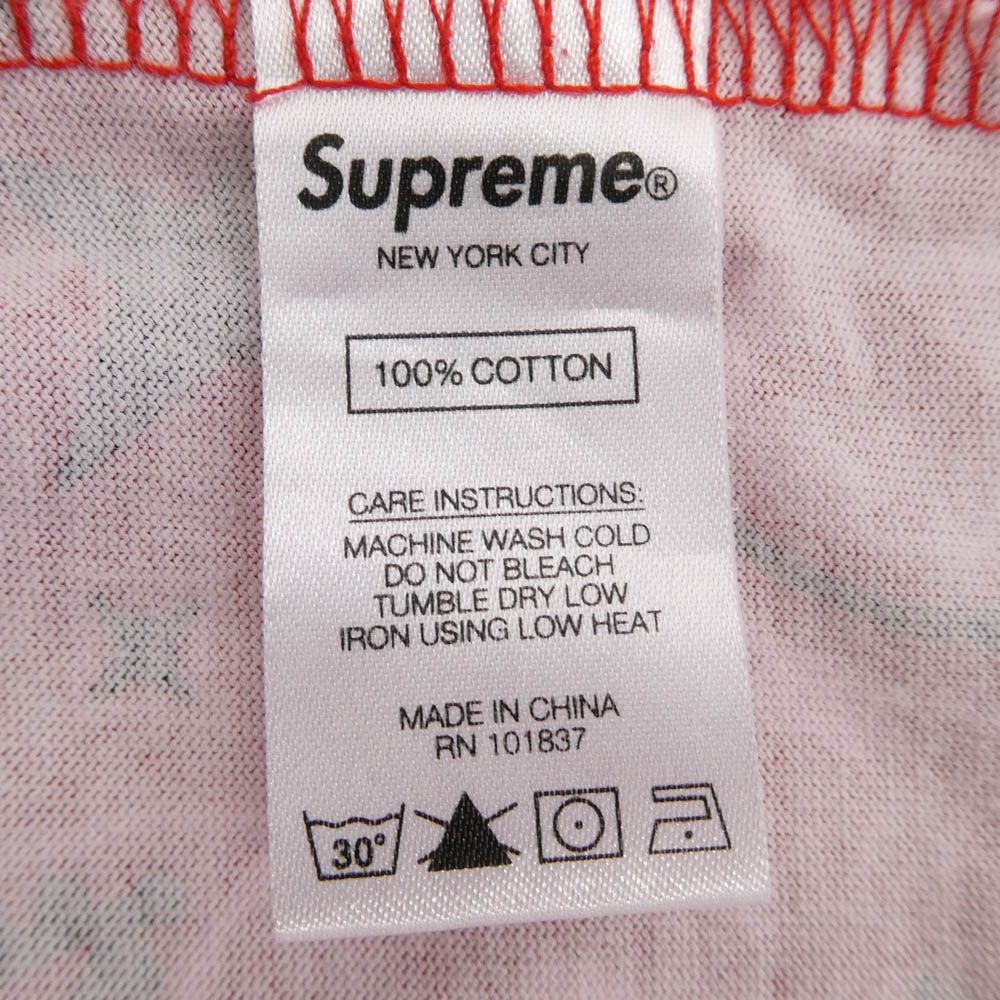 Supreme®
NEW YORK CITY
100% COTTON
CARE INSTRUCTIONS:
MACHINE WASH COLD
DO NOT BLEACH
TUMBLE DRY LOW
IRON USING LOW HEAT
MADE IN CHINA
RN 101837
30°